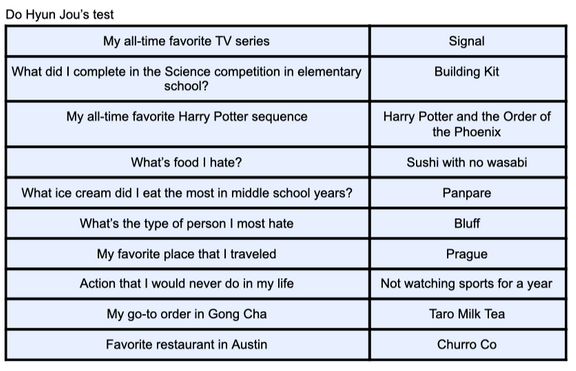 Do Hyun Jou's test
My all-time favorite TV series
Signal
What did I complete in the Science competition in elementary
school?
Building Kit
My all-time favorite Harry Potter sequence
Harry Potter and the Order of
the Phoenix
What's food I hate?
Sushi with no wasabi
What ice cream did I eat the most in middle school years?
Panpare
What's the type of person I most hate
Bluff
My favorite place that I traveled
Prague
Action that I would never do in my life
Not watching sports for a year
My go-to order in Gong Cha
Taro Milk Tea
Favorite restaurant in Austin
Churro Co